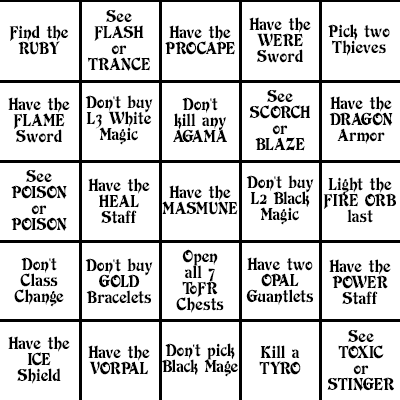 Find the
RUBY
See
FLASH
or
TRANCE
Have the
PROCAPE
Have the
WERE
Sword
Pick two
Thieves
Have the
FLAME
Sword
Don't buy
L3 White
Magic
Don't
kill any
AGAMA
See
SCORCH
or
BLAZE
Have the
DRAGON
Armor
See
POISON
or
POISON
Have the
HEAL
Staff
Have the
MASMUNE
Don't buy
L2 Black
Magic
Light the
FIRE ORB
last
Don't
Class
Change
Don't buy
GOLD
Bracelets
Open
all 7
ToFR
Chests
Have two
OPAL
Guantlets
Have the
POWER
Staff
Have the
ICE
Shield
Have the
VORPAL
Don't pick
Black Mage
Kill a
TYRO
See
TOXIC
or
STINGER